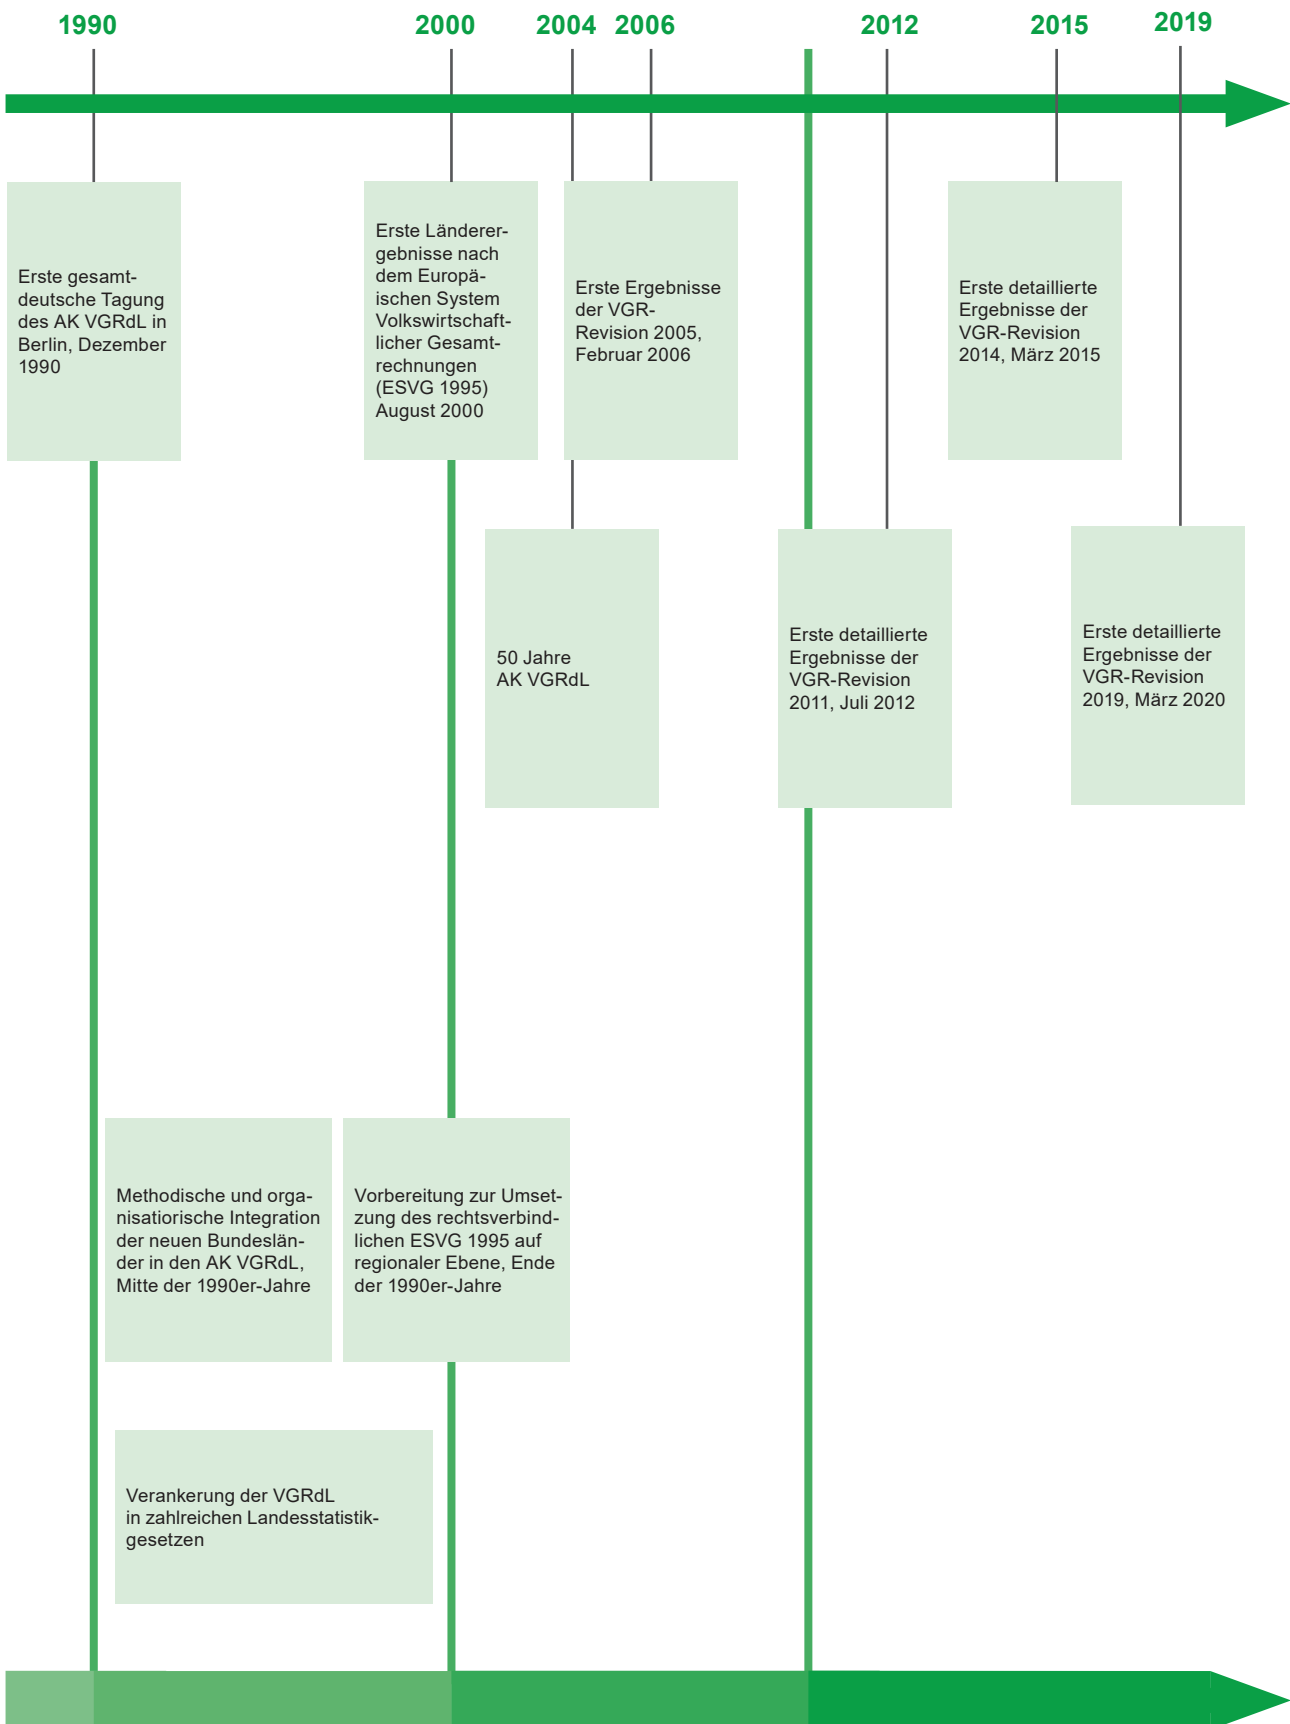 1990
2000
2004
2006
2012
2015
2019
Erste gesamt-
deutsche Tagung
des AK VGRdL in
Berlin, Dezember
1990
Erste Länderer-
gebnisse nach
dem Europä-
ischen System
Volkswirtschaft-
licher Gesamt-
rechnungen
(ESVG 1995)
August 2000
Erste Ergebnisse
der VGR-
Revision 2005,
Februar 2006
Erste detaillierte
Ergebnisse der
VGR-Revision
2014, März 2015
50 Jahre
AK VGRdL
Erste detaillierte
Ergebnisse der
VGR-Revision
2011, Juli 2012
Erste detaillierte
Ergebnisse der
VGR-Revision
2019, März 2020
Methodische und orga-
nisatiorische Integration
der neuen Bundeslän-
der in den AK VGRdL,
Mitte der 1990er-Jahre
Vorbereitung zur Umset-
zung des rechtsverbind-
lichen ESVG 1995 auf
regionaler Ebene, Ende
der 1990er-Jahre
Verankerung der VGRdL
in zahlreichen Landesstatistik-
gesetzen